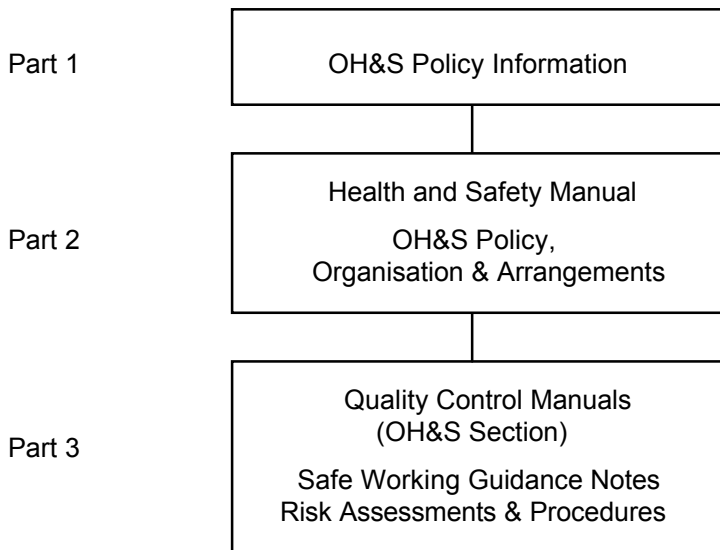 Part 1
OH&S Policy Information
Part 2
Health and Safety Manual
OH&S Policy,
Organisation & Arrangements
Part 3
Quality Control Manuals
(OH&S Section)
Safe Working Guidance Notes
Risk Assessments & Procedures